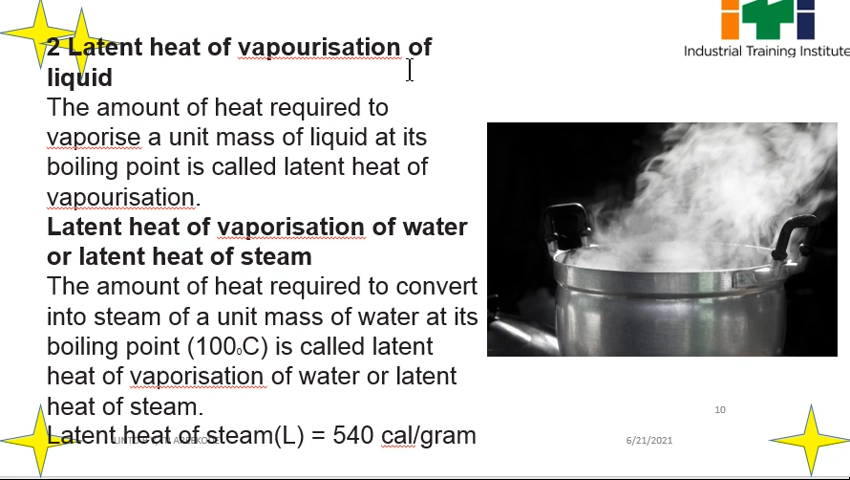 2 Latent heat of vapourisation of
liquid
The amount of heat required to
vaporise a unit mass of liquid at its
boiling point is called latent heat of
vapourisation.
Latent heat of vaporisation of water
or latent heat of steam
The amount of heat required to convert
into steam of a unit mass of water at its
boiling point (100₀C) is called latent
heat of vaporisation of water or latent
heat of steam.
Latent heat of steam(L) = 540 cal/gram
Industrial Training Institute
10
6/21/2021